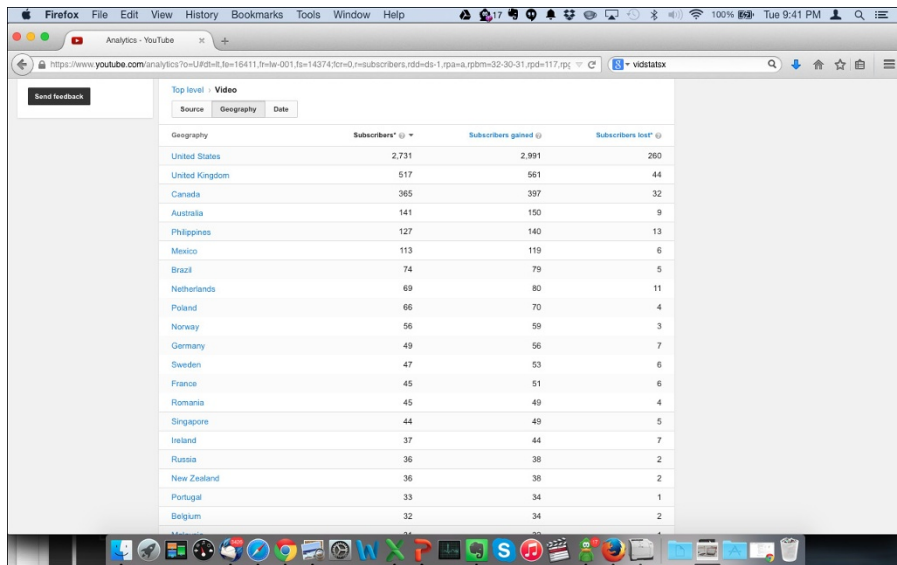 Firefox File Edit View History Bookmarks Tools Window Help 17 100% Tue 9:41 PM
Analytics - YouTube
https://www.youtube.com/analytics?o=U#dt=lt,fe=16411,fr=lw-001,fs=14374;fcr=0,r=subscribers,rdd=ds-1,rpa=a,rpbm=32-30-31,rpd=117,rpg vidstatsx
Send feedback
Top level › Video
Source Geography Date
Geography Subscribers* Subscribers gained Subscribers lost*
United States 2,731 2,991 260
United Kingdom 517 561 44
Canada 365 397 32
Australia 141 150 9
Philippines 127 140 13
Mexico 113 119 6
Brazil 74 79 5
Netherlands 69 80 11
Poland 66 70 4
Norway 56 59 3
Germany 49 56 7
Sweden 47 53 6
France 45 51 6
Romania 45 49 4
Singapore 44 49 5
Ireland 37 44 7
Russia 36 38 2
New Zealand 36 38 2
Portugal 33 34 1
Belgium 32 34 2